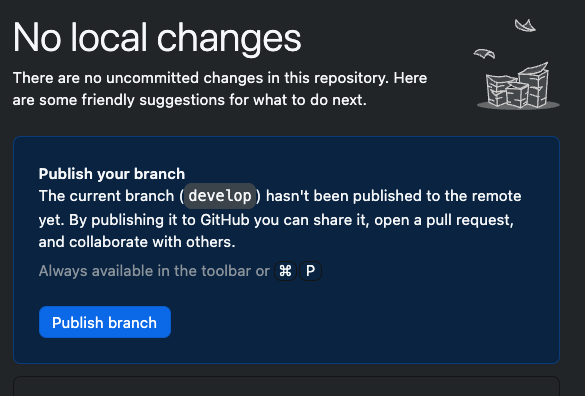 No local changes
There are no uncommitted changes in this repository. Here
are some friendly suggestions for what to do next.
Publish your branch
The current branch (develop) hasn't been published to the remote
yet. By publishing it to GitHub you can share it, open a pull request,
and collaborate with others.
Always available in the toolbar or ⌘ P
Publish branch